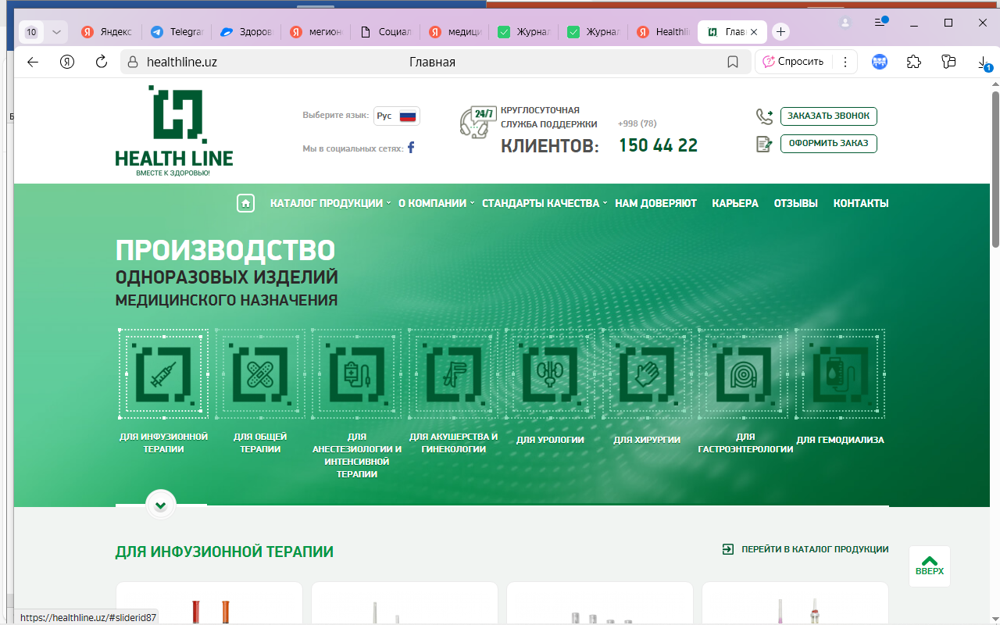 10
Яндекс
Telegrar
Здоров
мегион
Социал
медици
Журнал
Журнал
Healthli
Глав
healthline.uz
Главная
Спросить
1
HEALTH LINE
ВМЕСТЕ К ЗДОРОВЬЮ!
Выберите язык: Рус
Мы в социальных сетях:
24/7
КРУГЛОСУТОЧНАЯ
СЛУЖБА ПОДДЕРЖКИ
КЛИЕНТОВ:
+998 (78)
150 44 22
ЗАКАЗАТЬ ЗВОНОК
ОФОРМИТЬ ЗАКАЗ
КАТАЛОГ ПРОДУКЦИИ О КОМПАНИИ СТАНДАРТЫ КАЧЕСТВА НАМ ДОВЕРЯЮТ КАРЬЕРА ОТЗЫВЫ КОНТАКТЫ
ПРОИЗВОДСТВО
ОДНОРАЗОВЫХ ИЗДЕЛИЙ
МЕДИЦИНСКОГО НАЗНАЧЕНИЯ
ДЛЯ ИНФУЗИОННОЙ
ТЕРАПИИ
ДЛЯ ОБЩЕЙ
ТЕРАПИИ
ДЛЯ
АНЕСТЕЗИОЛОГИИ И
ИНТЕНСИВНОЙ
ТЕРАПИИ
ДЛЯ АКУШЕРСТВА И
ГИНЕКОЛОГИИ
ДЛЯ УРОЛОГИИ
ДЛЯ ХИРУРГИИ
ДЛЯ
ГАСТРОЭНТЕРОЛОГИИ
ДЛЯ ГЕМОДИАЛИЗА
ДЛЯ ИНФУЗИОННОЙ ТЕРАПИИ
ПЕРЕЙТИ В КАТАЛОГ ПРОДУКЦИИ
ВВЕРХ
https://healthline.uz/#sliderid87